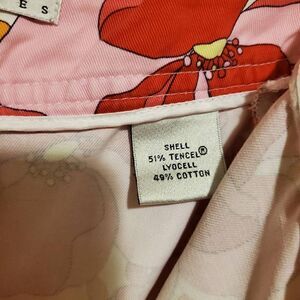 E S
SHELL
51% TENCEL®
LYOCELL
49% COTTON